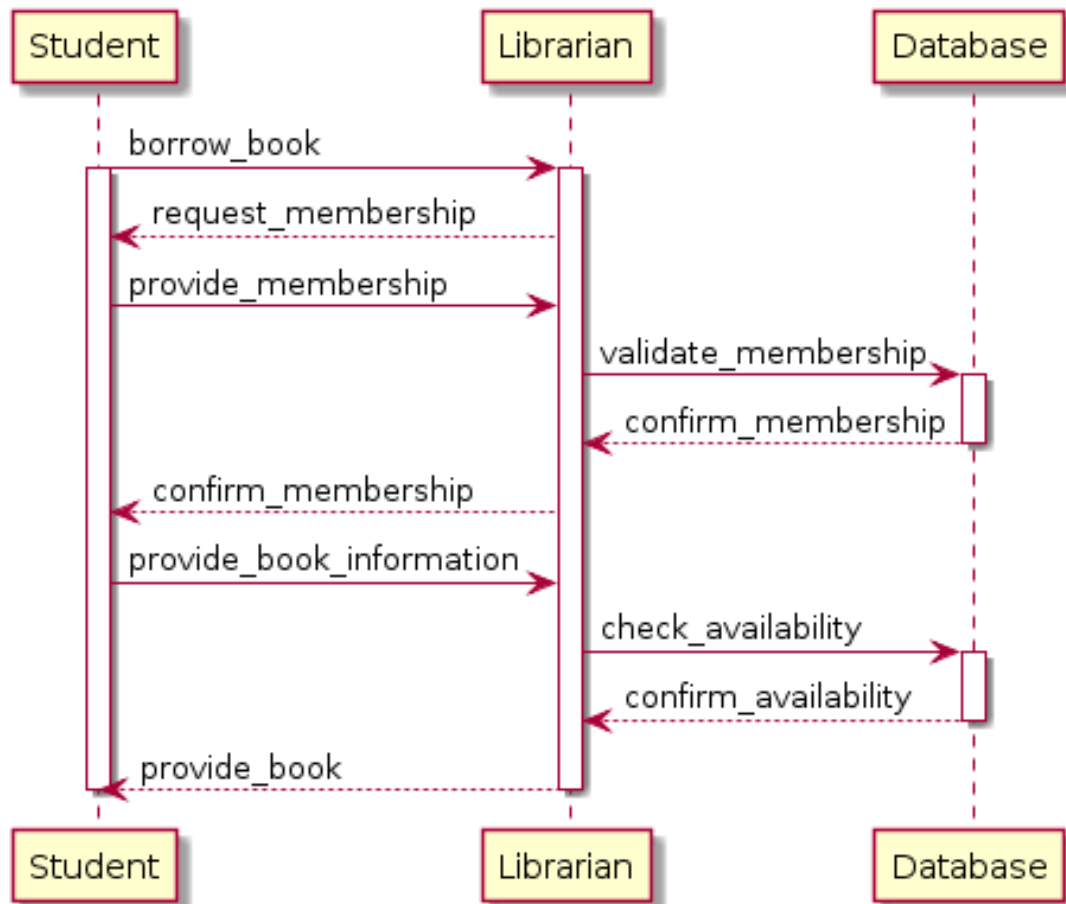 Student
Librarian
Database
borrow_book
request_membership
provide_membership
validate_membership
confirm_membership
confirm_membership
provide_book_information
check_availability
confirm_availability
provide_book
Student
Librarian
Database